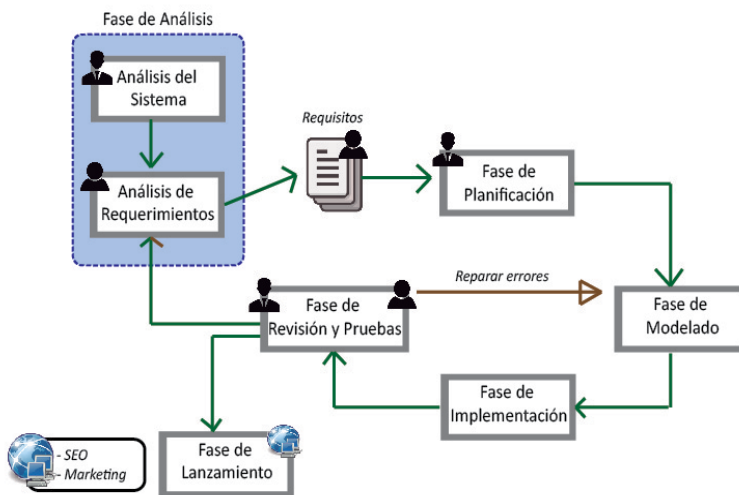 Fase de Análisis
Análisis del
Sistema
Requisitos
Análisis de
Requerimientos
Fase de
Planificación
Reparar errores
Fase de
Revisión y Pruebas
Fase de
Modelado
Fase de
Implementación
Fase de
Lanzamiento
- SEO
- Marketing